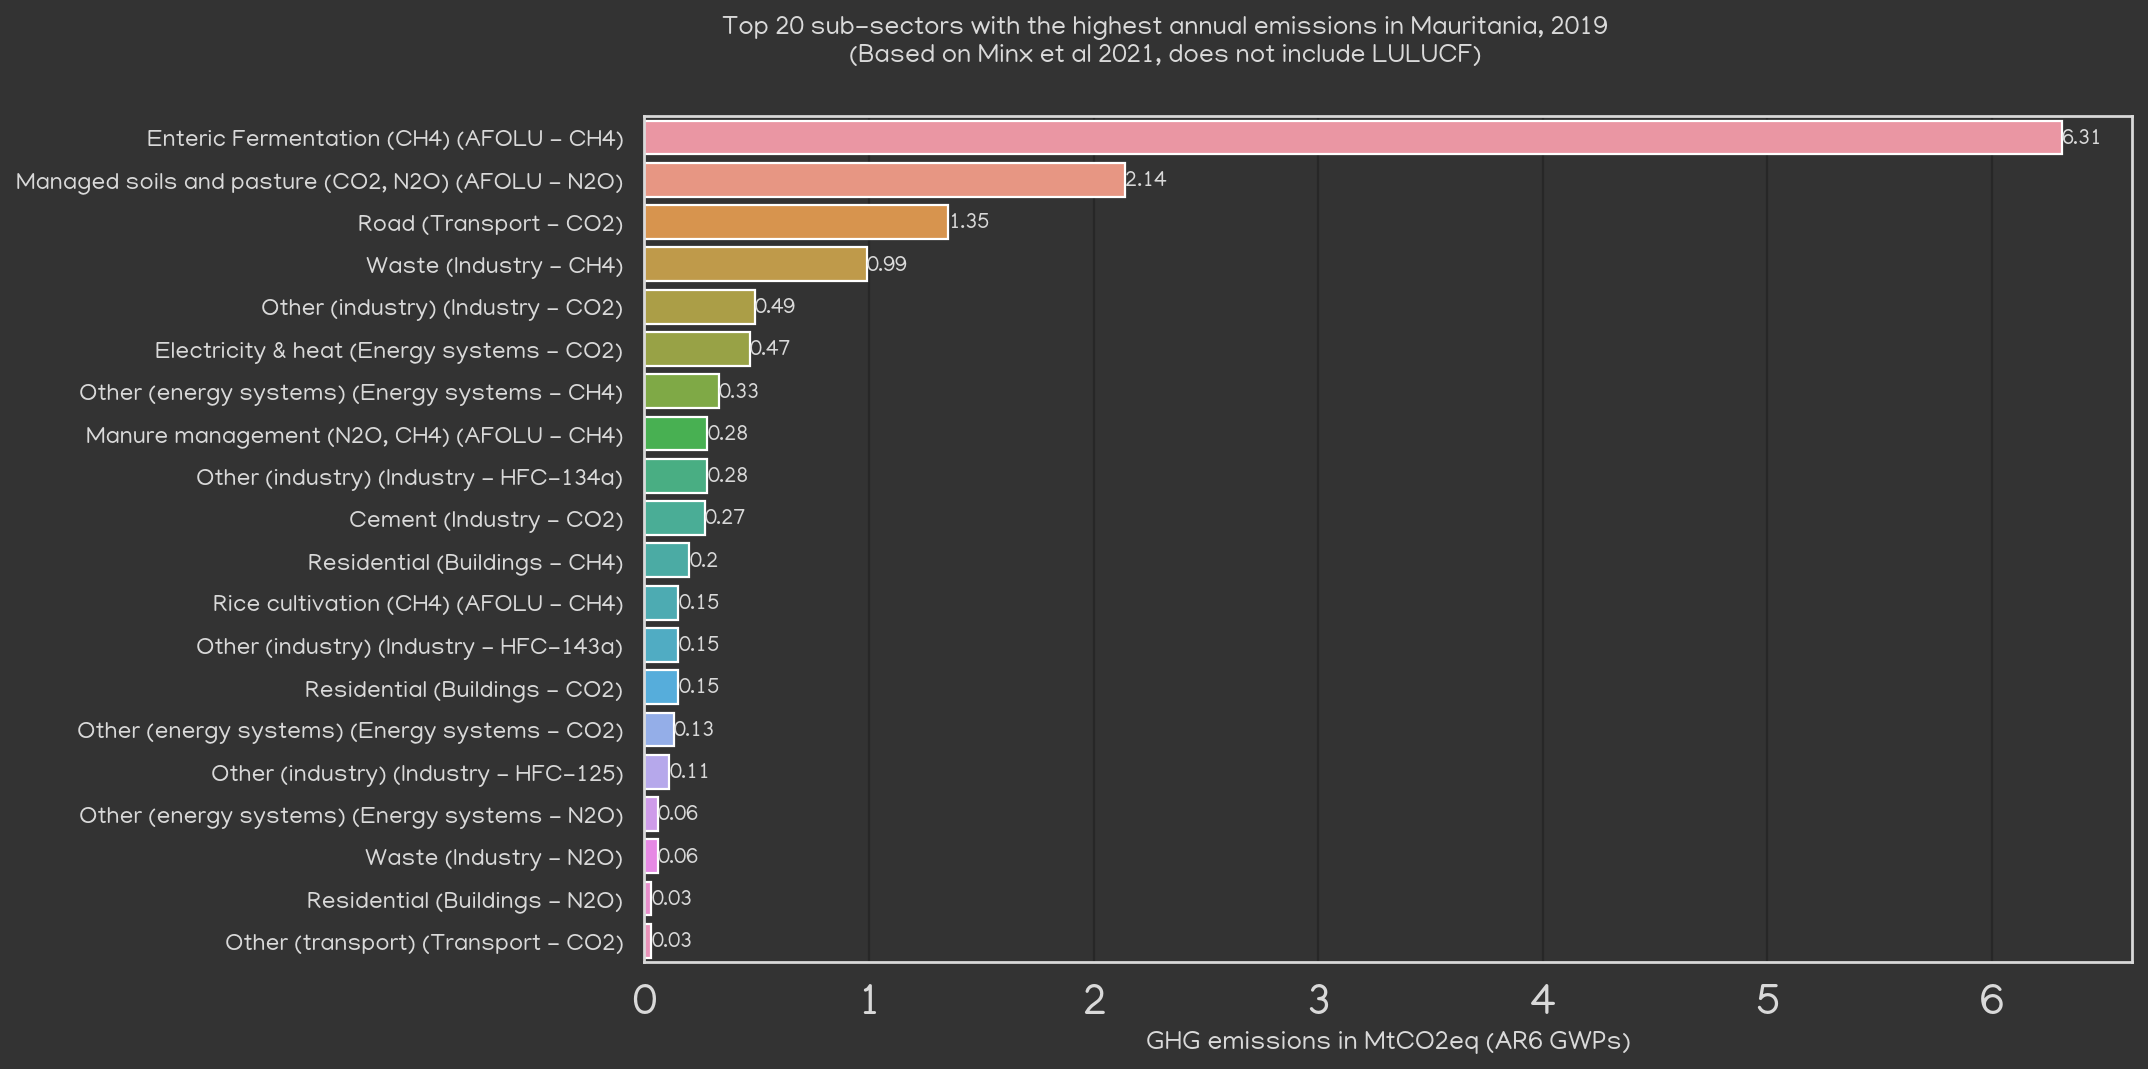 Top 20 sub-sectors with the highest annual emissions in Mauritania, 2019
(Based on Minx et al 2021, does not include LULUCF)
Enteric Fermentation (CH4) (AFOLU - CH4) 6.31
Managed soils and pasture (CO2, N2O) (AFOLU - N2O) 2.14
Road (Transport - CO2) 1.35
Waste (Industry - CH4) 0.99
Other (industry) (Industry - CO2) 0.49
Electricity & heat (Energy systems - CO2) 0.47
Other (energy systems) (Energy systems - CH4) 0.33
Manure management (N2O, CH4) (AFOLU - CH4) 0.28
Other (industry) (Industry - HFC-134a) 0.28
Cement (Industry - CO2) 0.27
Residential (Buildings - CH4) 0.2
Rice cultivation (CH4) (AFOLU - CH4) 0.15
Other (industry) (Industry - HFC-143a) 0.15
Residential (Buildings - CO2) 0.15
Other (energy systems) (Energy systems - CO2) 0.13
Other (industry) (Industry - HFC-125) 0.11
Other (energy systems) (Energy systems - N2O) 0.06
Waste (Industry - N2O) 0.06
Residential (Buildings - N2O) 0.03
Other (transport) (Transport - CO2) 0.03
0 1 2 3 4 5 6
GHG emissions in MtCO2eq (AR6 GWPs)